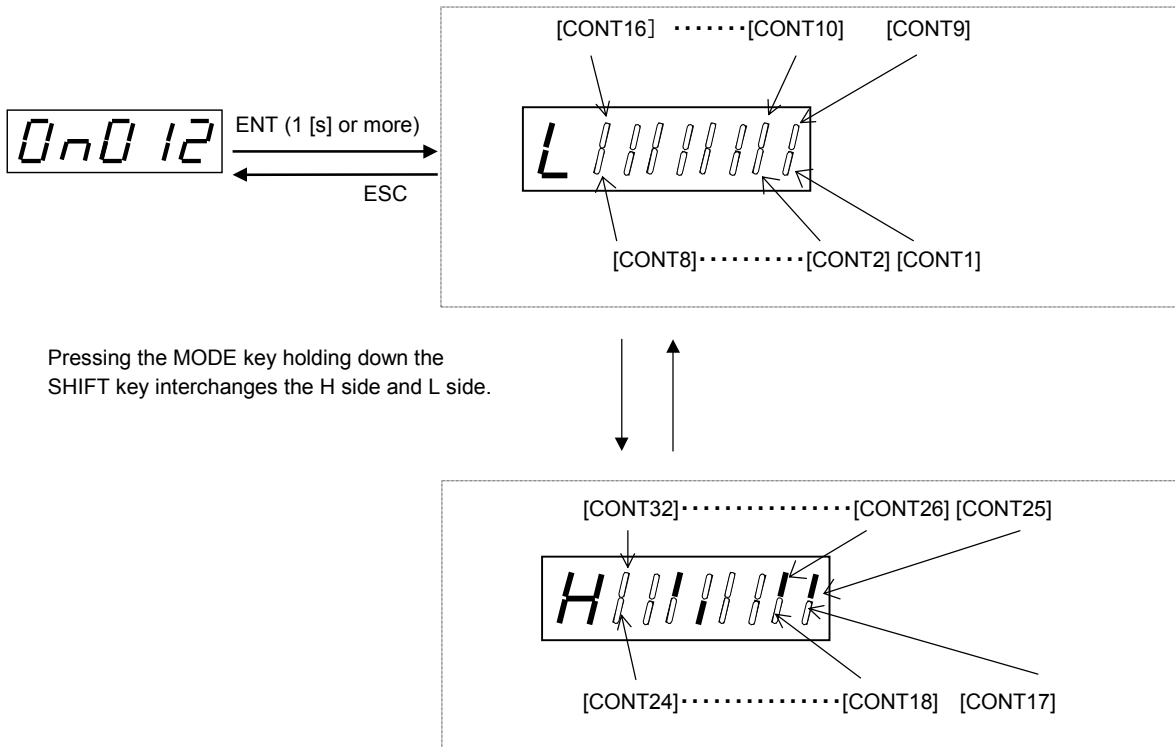 [CONT16] ・・・・・・・[CONT10] [CONT9]
On012
ENT (1 [s] or more)
L
ESC
[CONT8]・・・・・・・・・・[CONT2] [CONT1]
Pressing the MODE key holding down the
SHIFT key interchanges the H side and L side.
[CONT32]・・・・・・・・・・・・・・・・[CONT26] [CONT25]
H
[CONT24]・・・・・・・・・・・・・・・[CONT18] [CONT17]